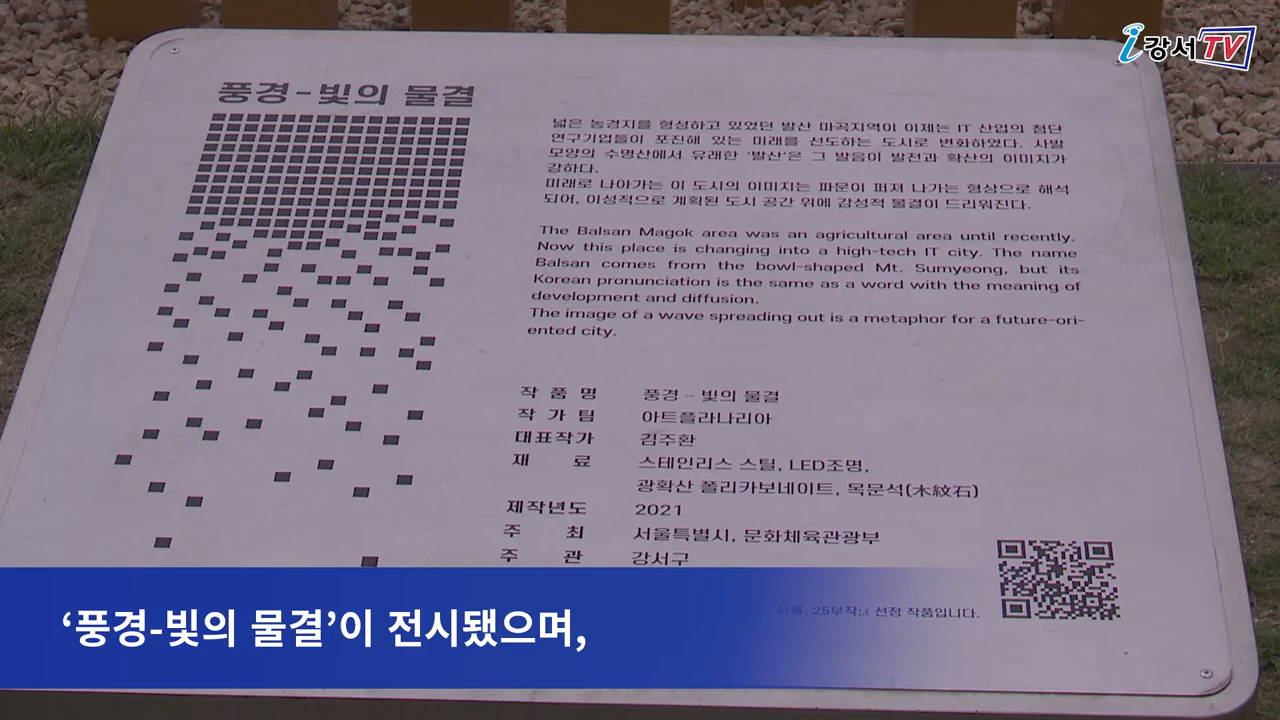 i강서TV
풍경-빛의 물결
넓은 농경지를 형성하고 있었던 발산 마곡지역이 이제는 IT 산업의 첨단
연구기업들이 포진해 있는 미래를 선도하는 도시로 변화하였다. 사발
모양의 수명산에서 유래한 '발산'은 그 발음이 발전과 확산의 이미지가
강하다.
미래로 나아가는 이 도시의 이미지는 파문이 퍼져 나가는 형상으로 해석
되어, 이성적으로 계획된 도시 공간 위에 감성적 물결이 드리워진다.
The Balsan Magok area was an agricultural area until recently.
Now this place is changing into a high-tech IT city. The name
Balsan comes from the bowl-shaped Mt. Sumyeong, but its
Korean pronunciation is the same as a word with the meaning of
development and diffusion.
The image of a wave spreading out is a metaphor for a future-ori-
ented city.
작 품 명 풍경 - 빛의 물결
작 가 팀 아트플라나리아
대표작가 김주환
재 료 스테인리스 스틸, LED조명,
광확산 폴리카보네이트, 목문석(木紋石)
제작년도 2021
주 최 서울특별시, 문화체육관광부
주 관 강서구
25부작;』 선정 작품입니다.
‘풍경-빛의 물결’이 전시됐으며,